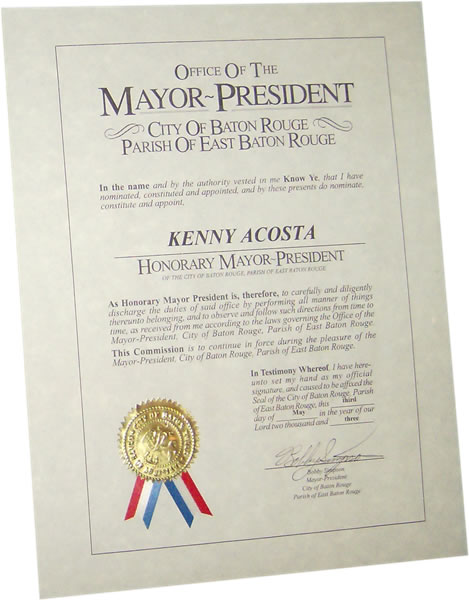 OFFICE OF THE
MAYOR~PRESIDENT
CITY OF BATON ROUGE
PARISH OF EAST BATON ROUGE
In the name and by the authority vested in me Know Ye, that I have
nominated, constituted and appointed, and by these presents do nominate,
constitute and appoint,
KENNY ACOSTA
HONORARY MAYOR-PRESIDENT
OF THE CITY OF BATON ROUGE, PARISH OF EAST BATON ROUGE
As Honorary Mayor President is, therefore, to carefully and diligently
discharge the duties of said office by performing all manner of things
thereunto belonging, and to observe and follow such directions from time to
time, as received from me according to the laws governing the Office of the
Mayor-President, City of Baton Rouge, Parish of East Baton Rouge.
This Commission is to continue in force during the pleasure of the
Mayor-President, City of Baton Rouge, Parish of East Baton Rouge.
In Testimony Whereof, I have here-
unto set my hand as my official
signature, and caused to be affixed the
Seal of the City of Baton Rouge, Parish
of East Baton Rouge, this third
day of May in the year of our
Lord two thousand and three
Bobby Simpson
Mayor-President
City of Baton Rouge
Parish of East Baton Rouge